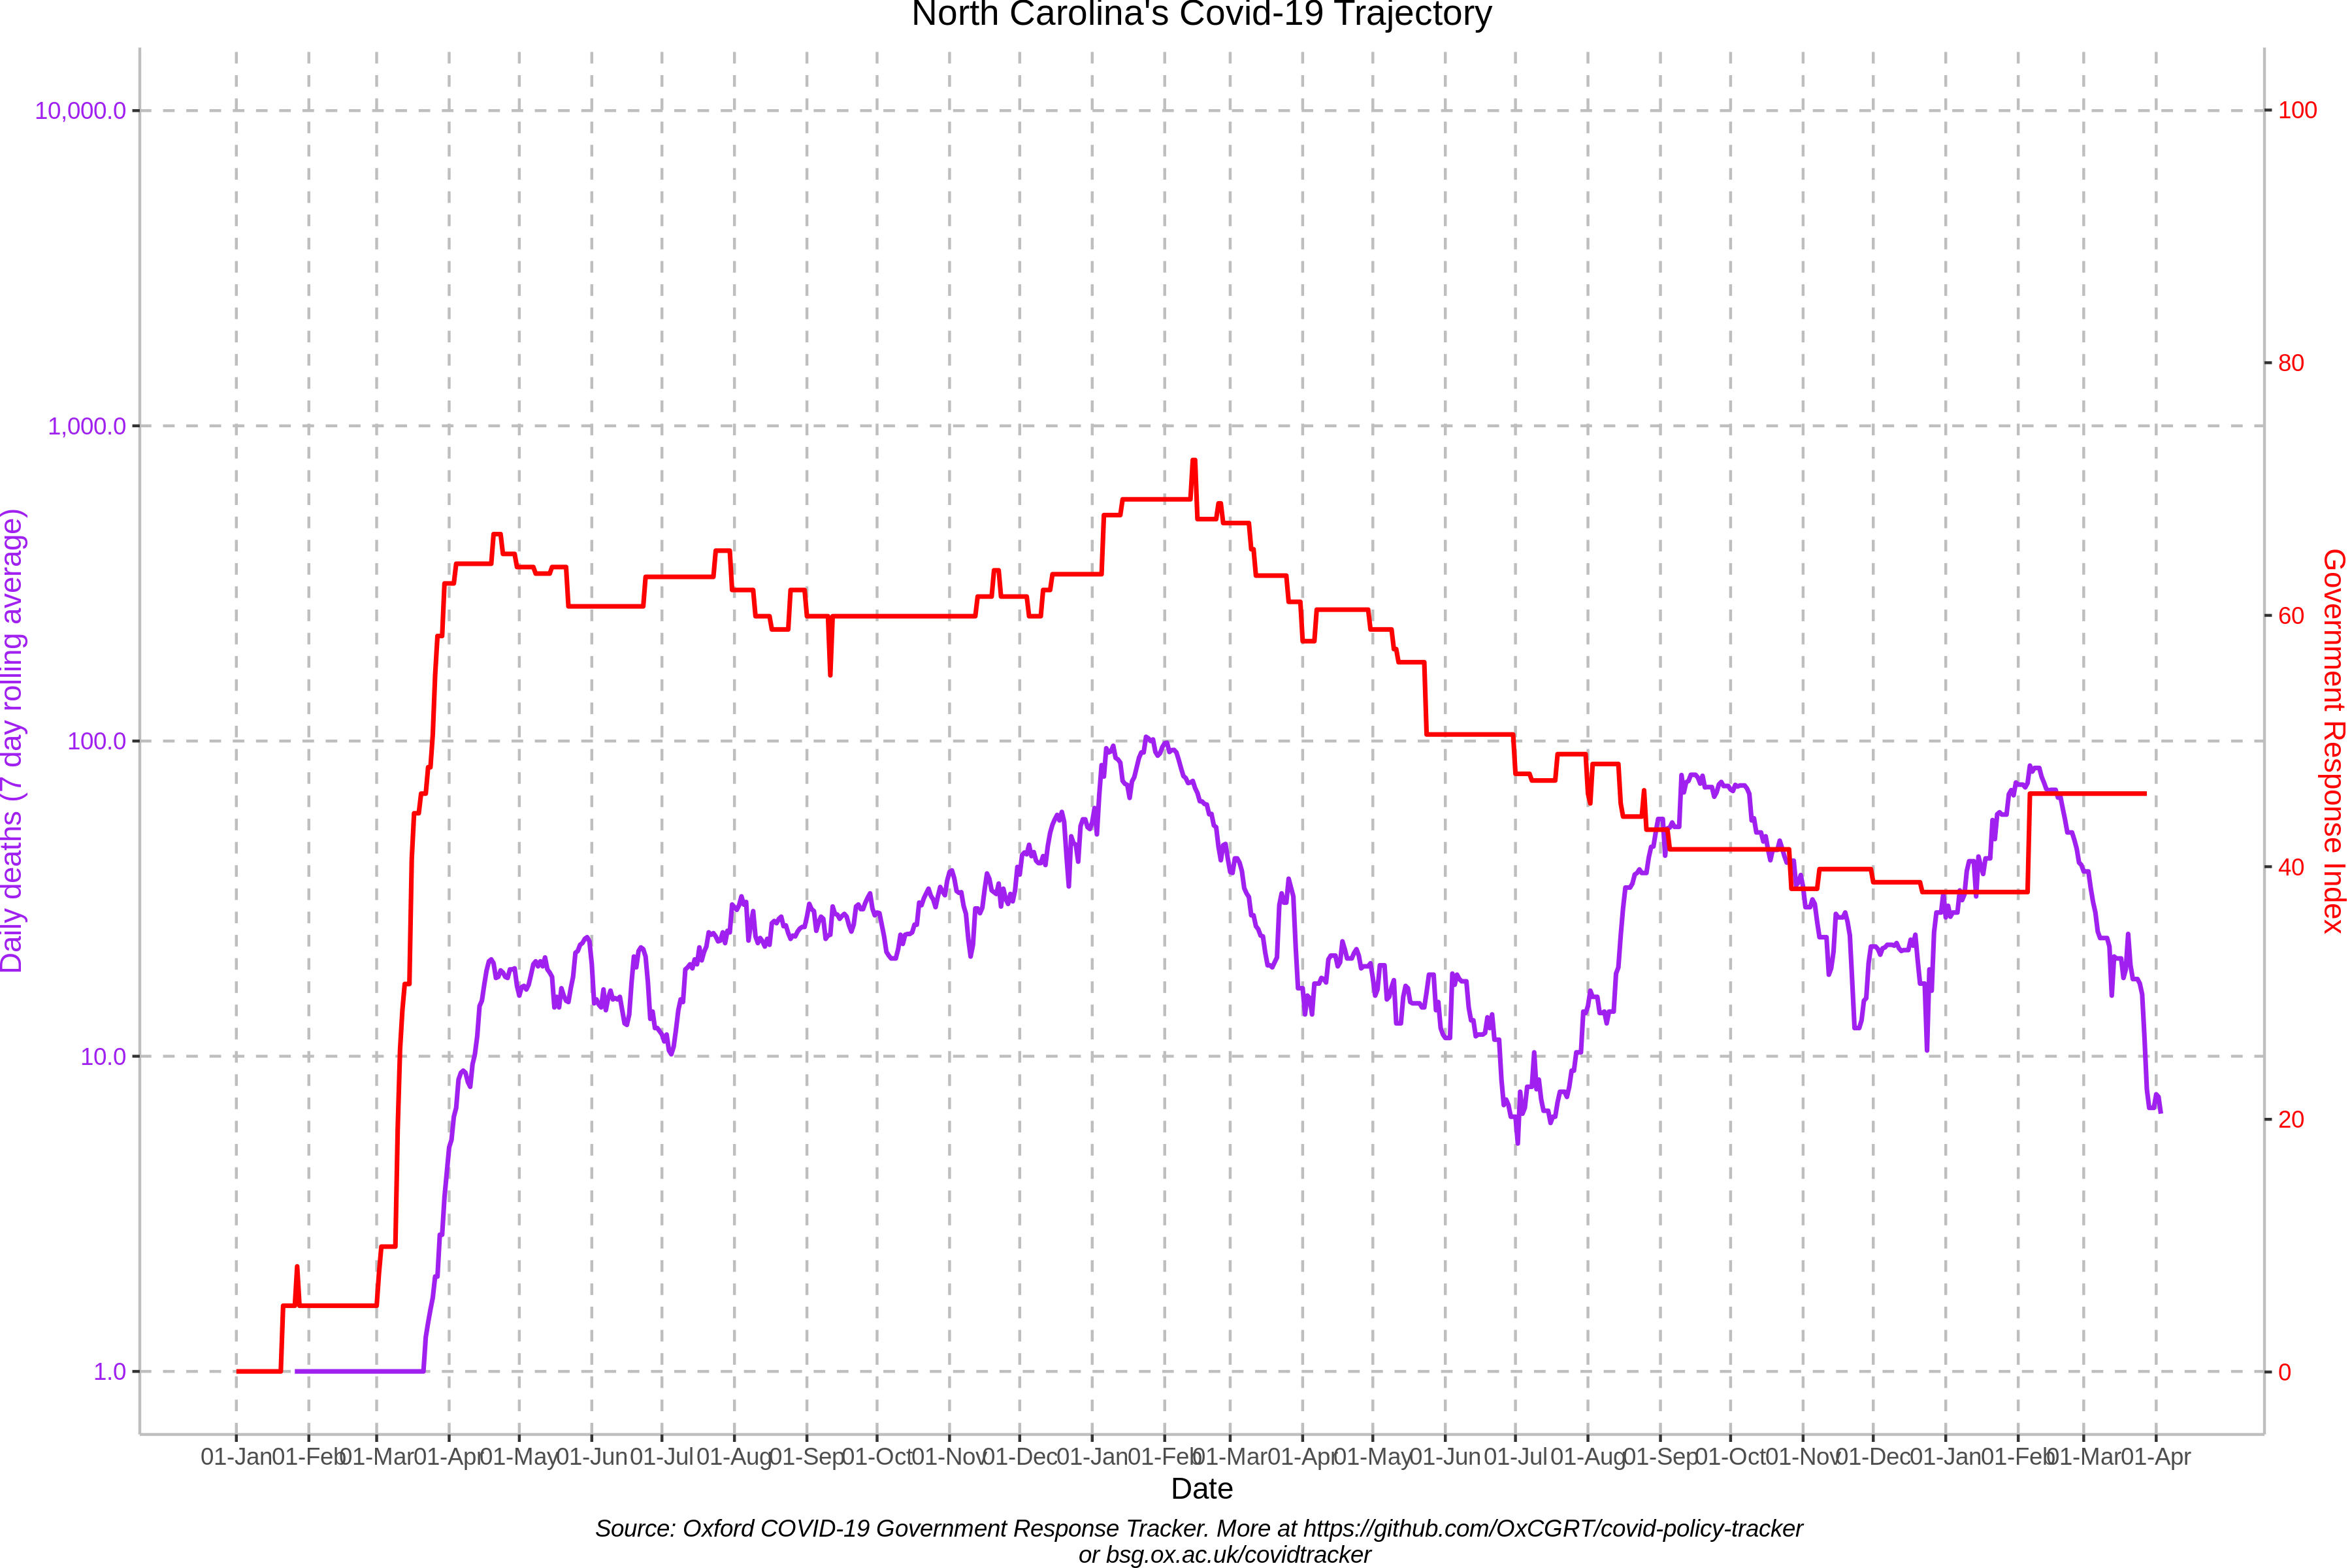 North Carolina's Covid-19 Trajectory
10,000.0
1,000.0
100.0
10.0
1.0
Daily deaths (7 day rolling average)
100
80
60
40
20
0
Government Response Index
01-Jan
01-Feb
01-Mar
01-Apr
01-May
01-Jun
01-Jul
01-Aug
01-Sep
01-Oct
01-Nov
01-Dec
01-Jan
01-Feb
01-Mar
01-Apr
01-May
01-Jun
01-Jul
01-Aug
01-Sep
01-Oct
01-Nov
01-Dec
01-Jan
01-Feb
01-Mar
01-Apr
Date
Source: Oxford COVID-19 Government Response Tracker. More at https://github.com/OxCGRT/covid-policy-tracker
or bsg.ox.ac.uk/covidtracker